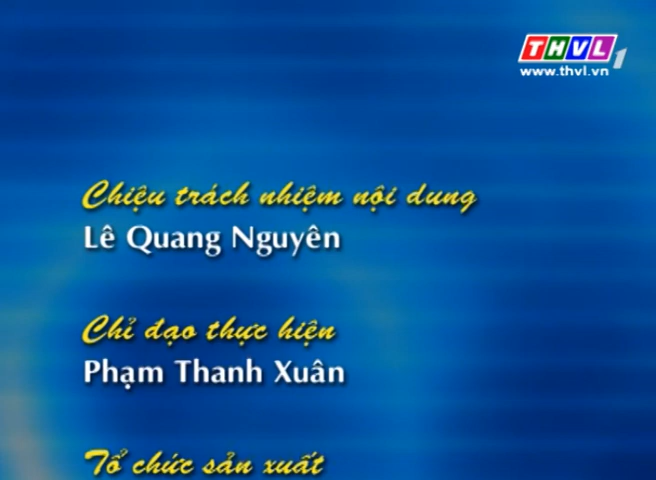 THVL1
www.thvl.vn
Chiệu trách nhiệm nội dung
Lê Quang Nguyên
Chỉ đạo thực hiện
Phạm Thanh Xuân
Tổ chức sản xuất